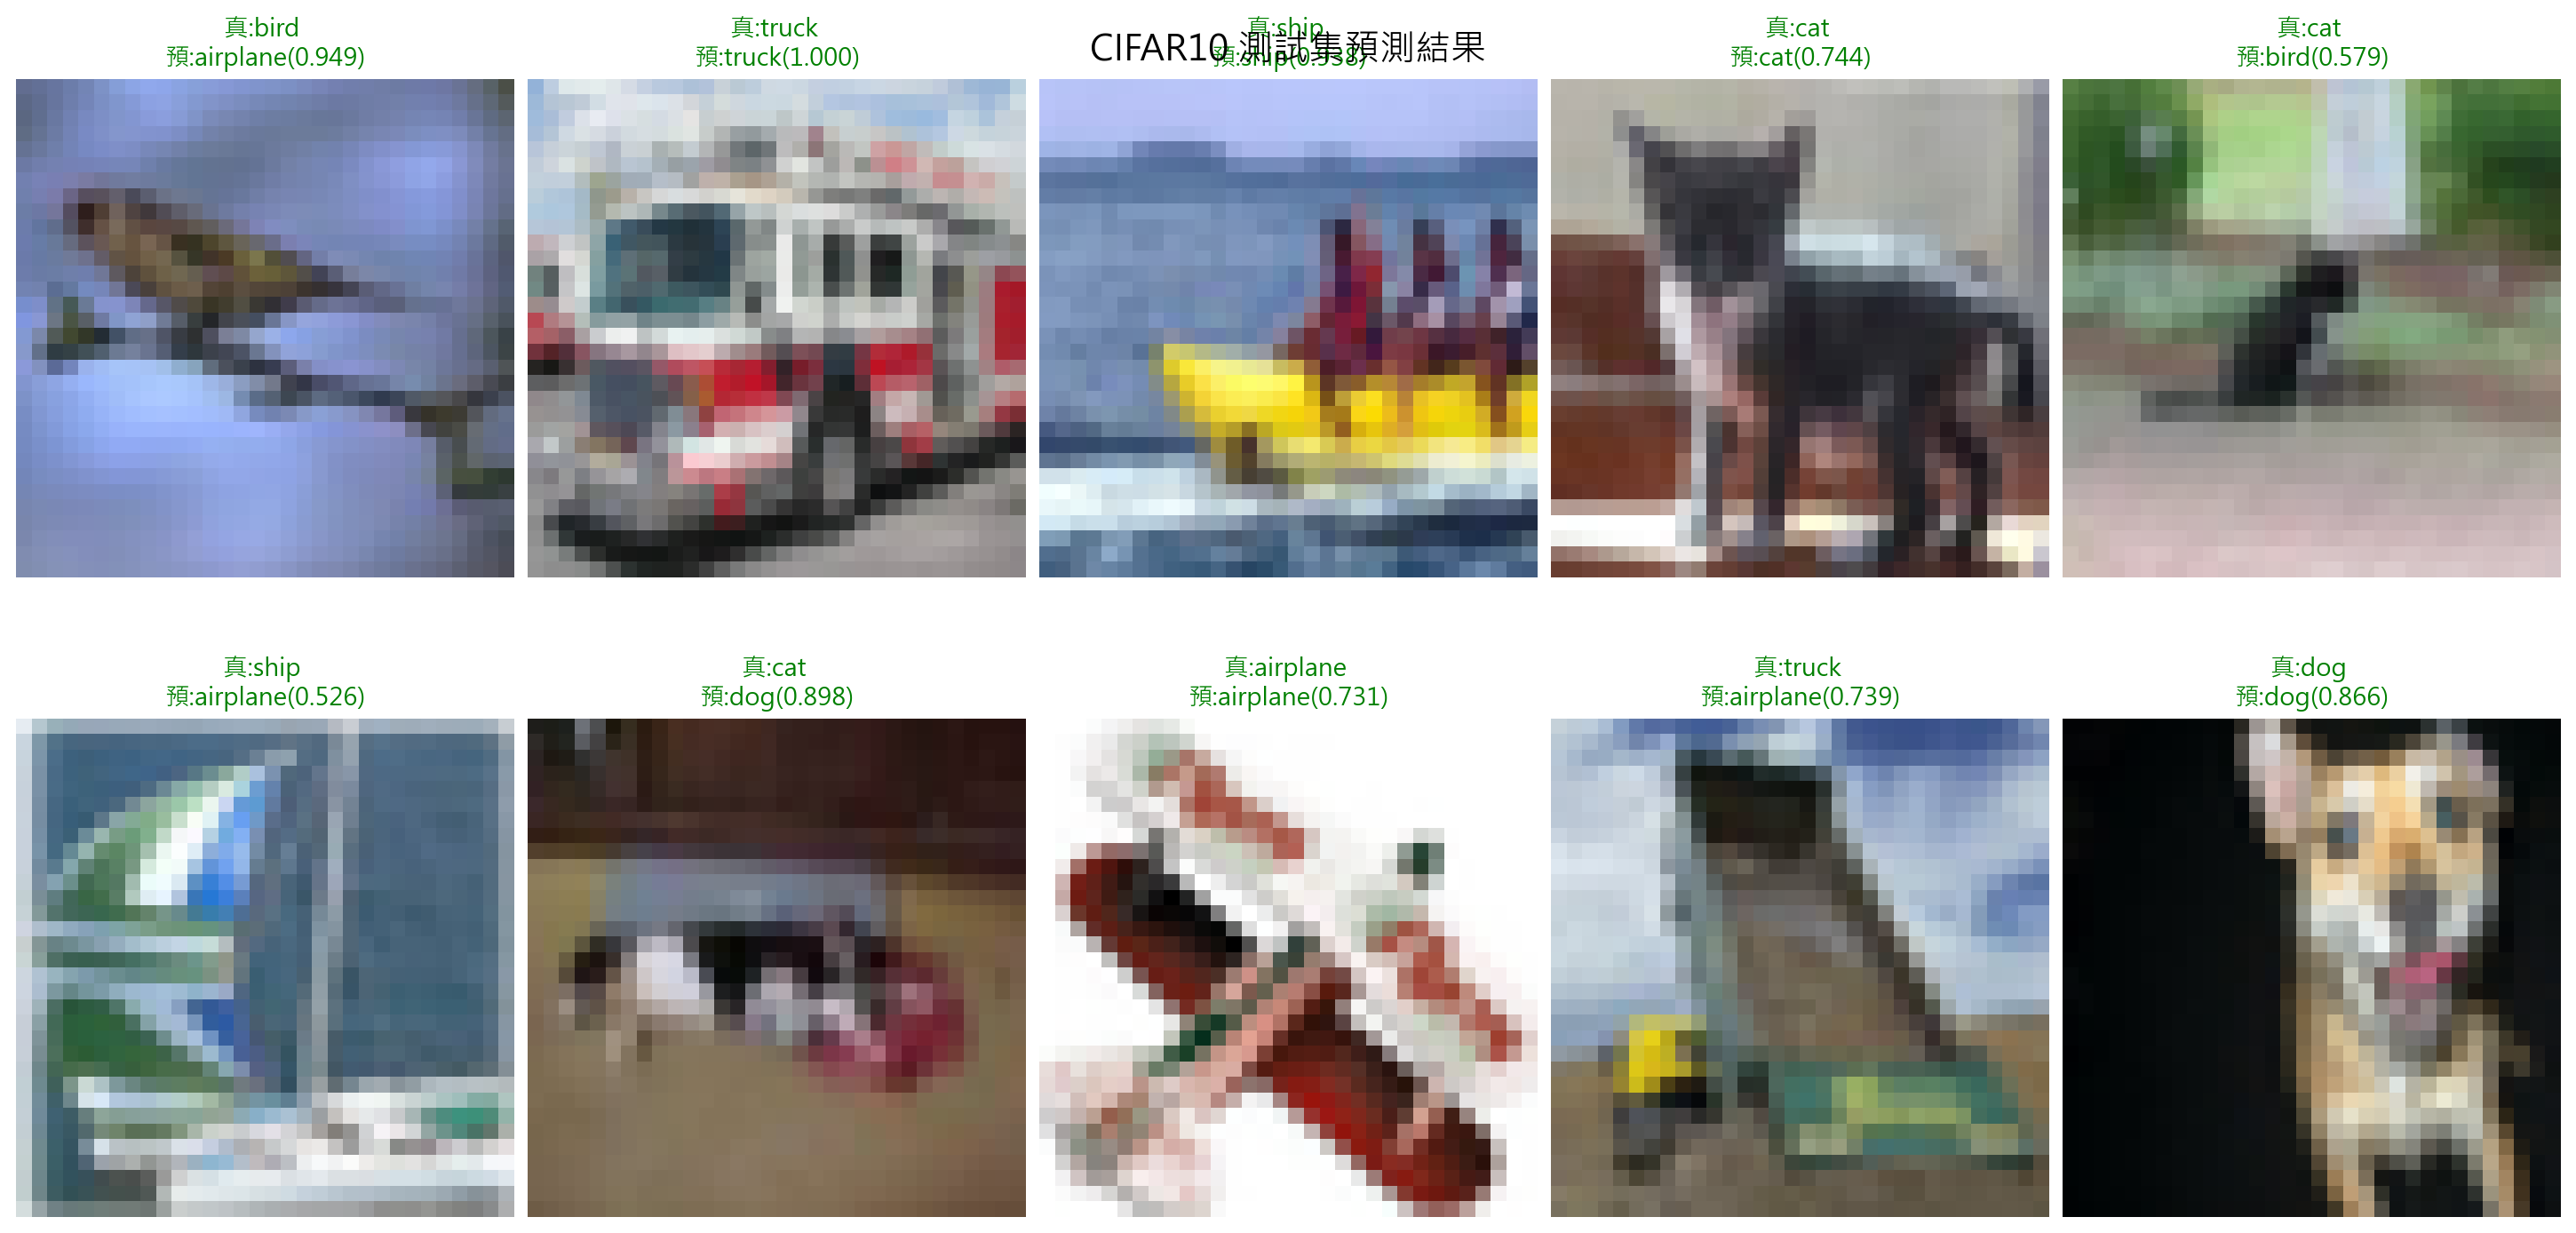 CIFAR10 測試集預測結果
真:bird
預:airplane(0.949)
真:truck
預:truck(1.000)
真:ship
預:ship(0.938)
真:cat
預:cat(0.744)
真:cat
預:bird(0.579)
真:ship
預:airplane(0.526)
真:cat
預:dog(0.898)
真:airplane
預:airplane(0.731)
真:truck
預:airplane(0.739)
真:dog
預:dog(0.866)